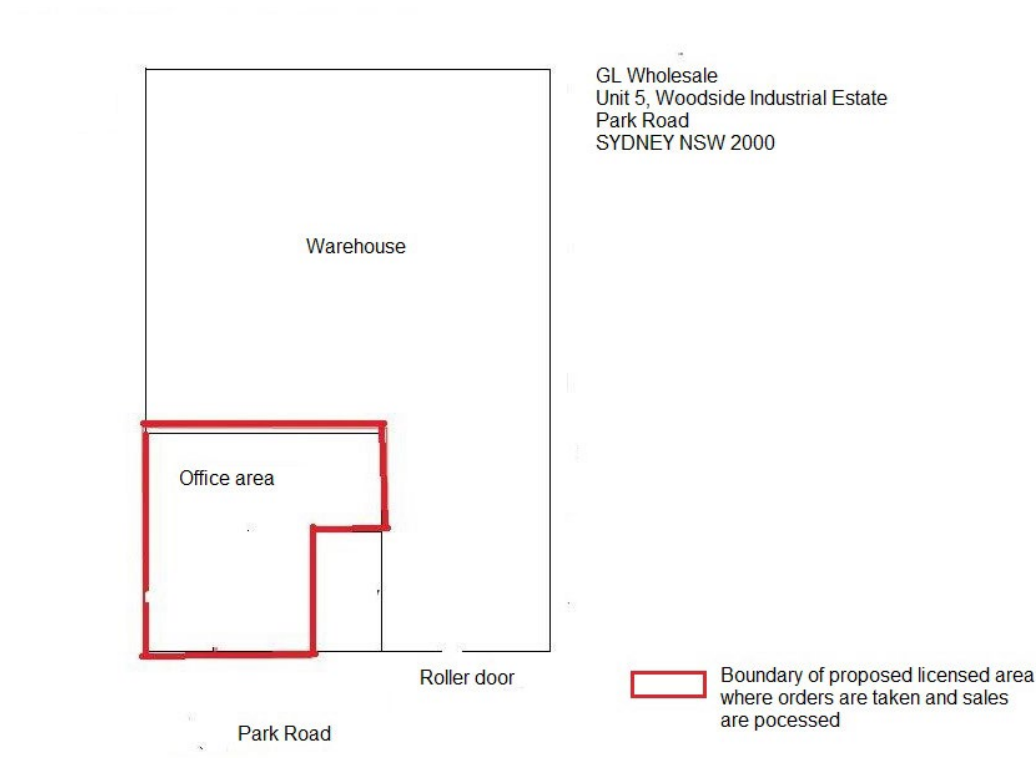 GL Wholesale
Unit 5, Woodside Industrial Estate
Park Road
SYDNEY NSW 2000
Warehouse
Office area
Roller door
Park Road
Boundary of proposed licensed area
where orders are taken and sales
are pocessed